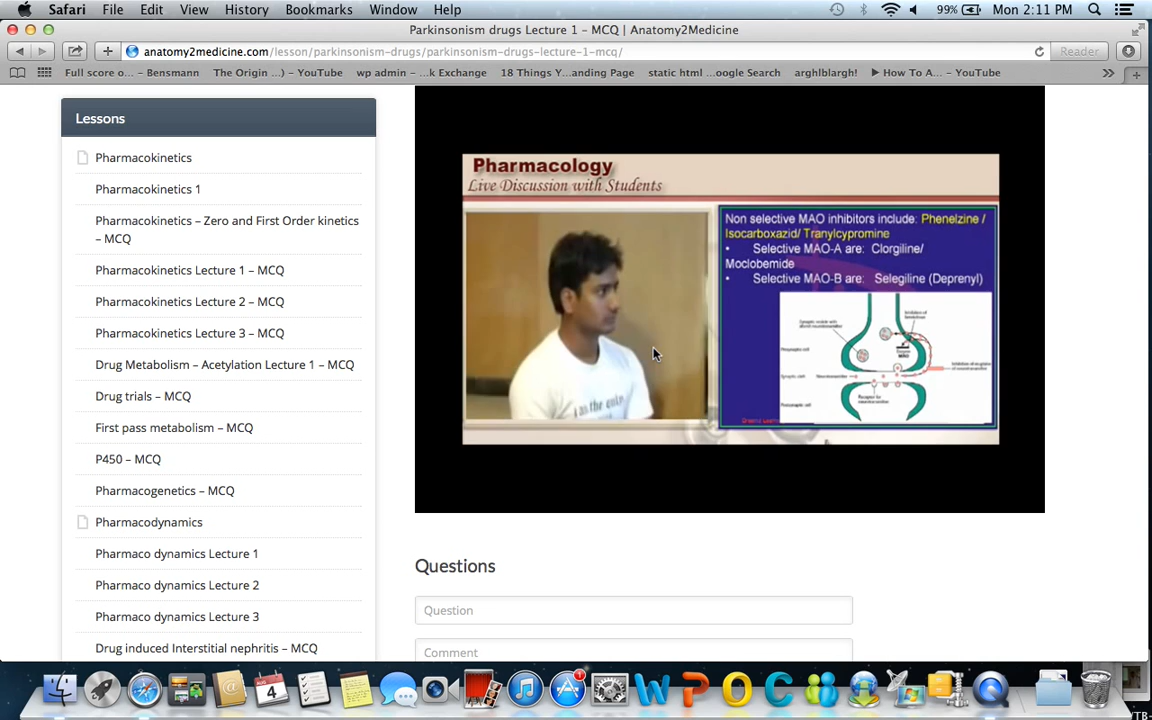 Safari File Edit View History Bookmarks Window Help 99% Mon 2:11 PM
Parkinsonism drugs Lecture 1 – MCQ | Anatomy2Medicine
anatomy2medicine.com/lesson/parkinsonism-drugs/parkinsonism-drugs-lecture-1-mcq/ Reader
Full score o... – Bensmann The Origin ...) – YouTube wp admin – ...k Exchange 18 Things Y...anding Page static html ...oogle Search arghlblargh! ▶ How To A... – YouTube
Lessons
Pharmacokinetics
Pharmacokinetics 1
Pharmacokinetics – Zero and First Order kinetics
– MCQ
Pharmacokinetics Lecture 1 – MCQ
Pharmacokinetics Lecture 2 – MCQ
Pharmacokinetics Lecture 3 – MCQ
Drug Metabolism – Acetylation Lecture 1 – MCQ
Drug trials – MCQ
First pass metabolism – MCQ
P450 – MCQ
Pharmacogenetics – MCQ
Pharmacodynamics
Pharmaco dynamics Lecture 1
Pharmaco dynamics Lecture 2
Pharmaco dynamics Lecture 3
Drug induced Interstitial nephritis – MCQ
Pharmacology
Live Discussion with Students
Non selective MAO inhibitors include: Phenelzine /
Isocarboxazid/ Tranylcypromine
• Selective MAO-A are: Clorgiline/
Moclobemide
• Selective MAO-B are: Selegiline (Deprenyl)
Questions
Question
Comment
4
1